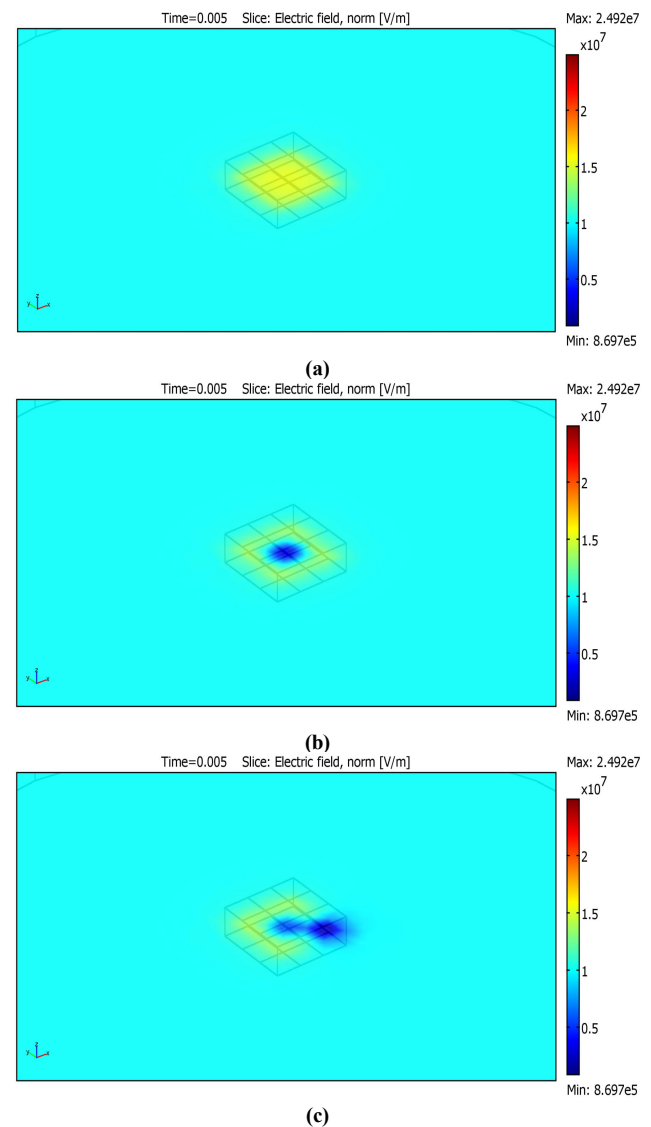 Time=0.005 Slice: Electric field, norm [V/m] Max: 2.492e7
x10^7
2
1.5
1
0.5
z
y x
Min: 8.697e5
(a)
Time=0.005 Slice: Electric field, norm [V/m] Max: 2.492e7
x10^7
2
1.5
1
0.5
z
y x
Min: 8.697e5
(b)
Time=0.005 Slice: Electric field, norm [V/m] Max: 2.492e7
x10^7
2
1.5
1
0.5
z
y x
Min: 8.697e5
(c)